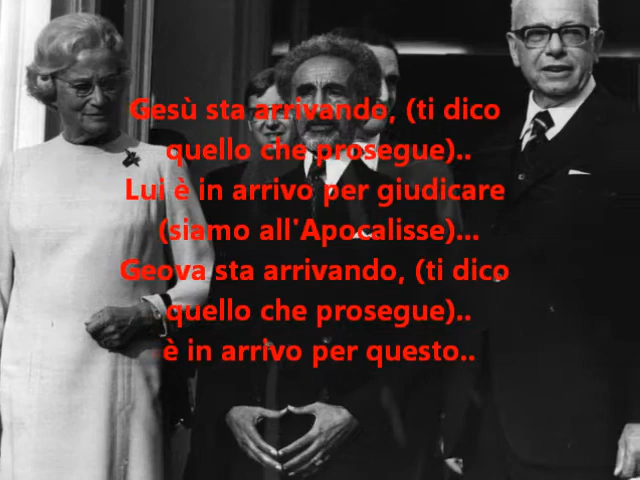 Gesù sta arrivando, (ti dico
quello che prosegue)..
Lui è in arrivo per giudicare
(siamo all'Apocalisse)...
Geova sta arrivando, (ti dico
quello che prosegue)..
è in arrivo per questo..